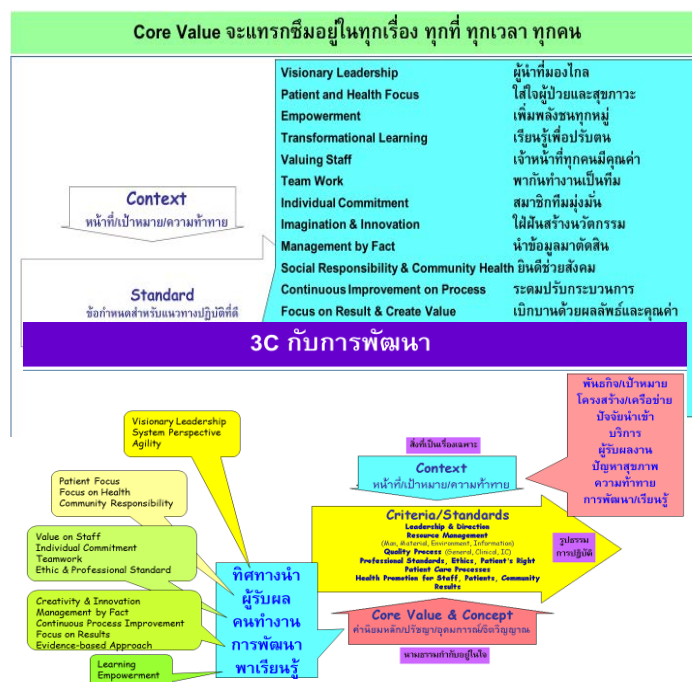 Core Value จะแทรกซึมอยู่ในทุกเรื่อง ทุกที่ ทุกเวลา ทุกคน
Visionary Leadership ผู้นำที่มองไกล
Patient and Health Focus ใส่ใจผู้ป่วยและสุขภาวะ
Empowerment เพิ่มพลังชนทุกหมู่
Transformational Learning เรียนรู้เพื่อปรับตน
Valuing Staff เจ้าหน้าที่ทุกคนมีคุณค่า
Team Work พากันทำงานเป็นทีม
Individual Commitment สมาชิกทีมมุ่งมั่น
Imagination & Innovation ใฝ่ฝันสร้างนวัตกรรม
Management by Fact นำข้อมูลมาตัดสิน
Social Responsibility & Community Health ยินดีช่วยสังคม
Continuous Improvement on Process ระดมปรับกระบวนการ
Focus on Result & Create Value เบิกบานด้วยผลลัพธ์และคุณค่า
Context
หน้าที่/เป้าหมาย/ความท้าทาย
Standard
ข้อกำหนดสำหรับแนวทางปฏิบัติที่ดี
3C กับการพัฒนา
Visionary Leadership
System Perspective
Agility
Patient Focus
Focus on Health
Community Responsibility
Value on Staff
Individual Commitment
Teamwork
Ethic & Professional Standard
Creativity & Innovation
Management by Fact
Continuous Process Improvement
Focus on Results
Evidence-based Approach
Learning
Empowerment
ทิศทางนำ
ผู้รับผล
คนทำงาน
การพัฒนา
พาเรียนรู้
สิ่งที่เป็นเรื่องเฉพาะ
Context
หน้าที่/เป้าหมาย/ความท้าทาย
Criteria/Standards
Leadership & Direction
Resource Management
(Man, Material, Environment, Information)
Quality Process (General, Clinical, IC)
Professional Standards, Ethics, Patient's Right
Patient Care Processes
Health Promotion for Staff, Patients, Community
Results
Core Value & Concept
ค่านิยมหลัก/ปรัชญา/อุดมการณ์/จิตวิญญาณ
นามธรรมกำกับอยู่ในใจ
รูปธรรม
การปฏิบัติ
พันธกิจ/เป้าหมาย
โครงสร้าง/เครือข่าย
ปัจจัยนำเข้า
บริการ
ผู้รับผลงาน
ปัญหาสุขภาพ
ความท้าทาย
การพัฒนา/เรียนรู้